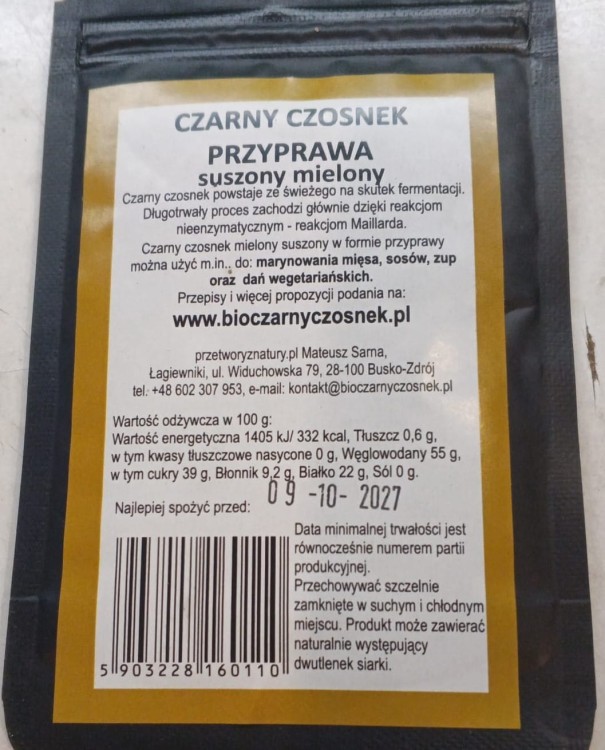 CZARNY CZOSNEK
PRZYPRAWA
suszony mielony
Czarny czosnek powstaje ze świeżego na skutek fermentacji.
Długotrwały proces zachodzi głównie dzięki reakcjom
nieenzymatycznym - reakcjom Maillarda.
Czarny czosnek mielony suszony w formie przyprawy
można użyć m.in., do: marynowania mięsa, sosów, zup
oraz dań wegetariańskich.
Przepisy i więcej propozycji podania na:
www.bioczarnyczosnek.pl
przetworyznatury.pl Mateusz Sarna,
Łagiewniki, ul. Widuchowska 79, 28-100 Busko-Zdrój
tel. +48 602 307 953, e-mail: kontakt@bioczarnyczosnek.pl
Wartość odżywcza w 100 g:
Wartość energetyczna 1405 kJ/ 332 kcal, Tłuszcz 0,6 g,
w tym kwasy tłuszczowe nasycone 0 g, Węglowodany 55 g,
w tym cukry 39 g, Błonnik 9,2 g, Białko 22 g, Sól 0 g.
Najlepiej spożyć przed: 09 -10- 2027
Data minimalnej trwałości jest
równocześnie numerem partii
produkcyjnej.
Przechowywać szczelnie
zamknięte w suchym i chłodnym
miejscu. Produkt może zawierać
naturalnie występujący
dwutlenek siarki.
5 903228 160110